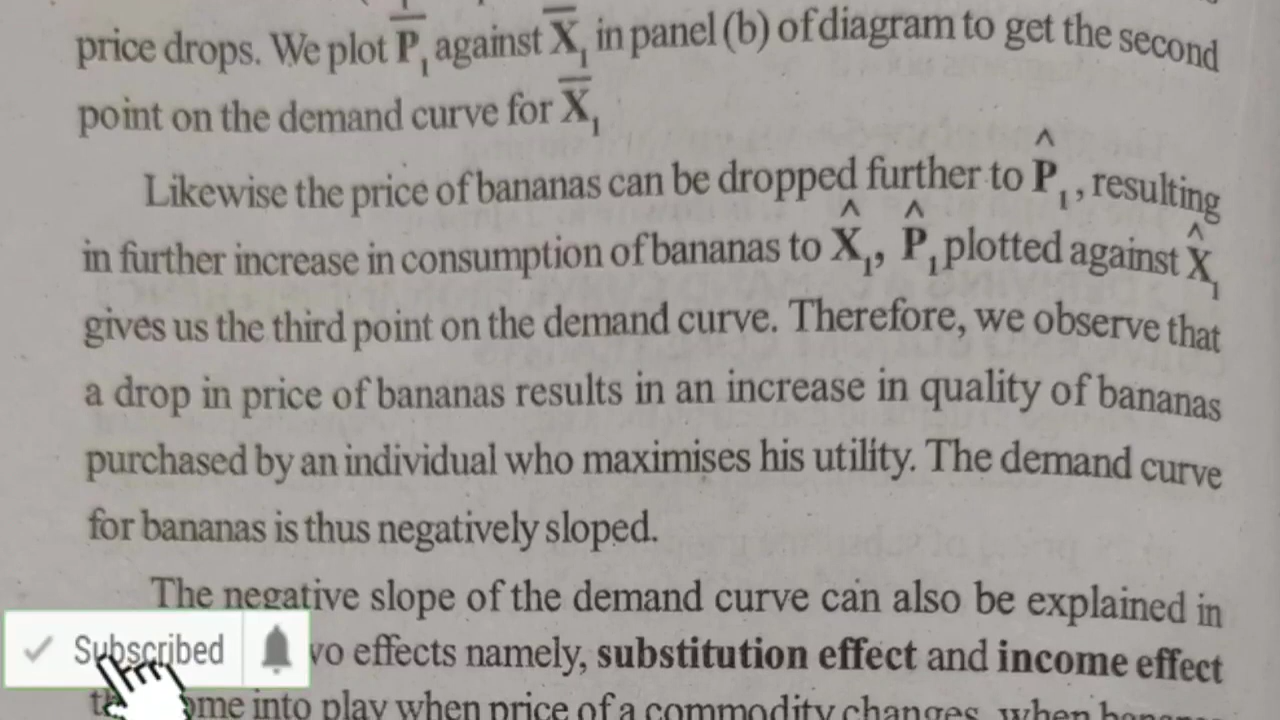 price drops. We plot P̅₁ against X̅₁ in panel (b) of diagram to get the second
point on the demand curve for X̿₁
Likewise the price of bananas can be dropped further to P̂₁, resulting
in further increase in consumption of bananas to X̂₁, P̂₁ plotted against X̂₁
gives us the third point on the demand curve. Therefore, we observe that
a drop in price of bananas results in an increase in quality of bananas
purchased by an individual who maximises his utility. The demand curve
for bananas is thus negatively sloped.
The negative slope of the demand curve can also be explained in
effects namely, substitution effect and income effect
into play when price of a commodity changes, when
Subscribed